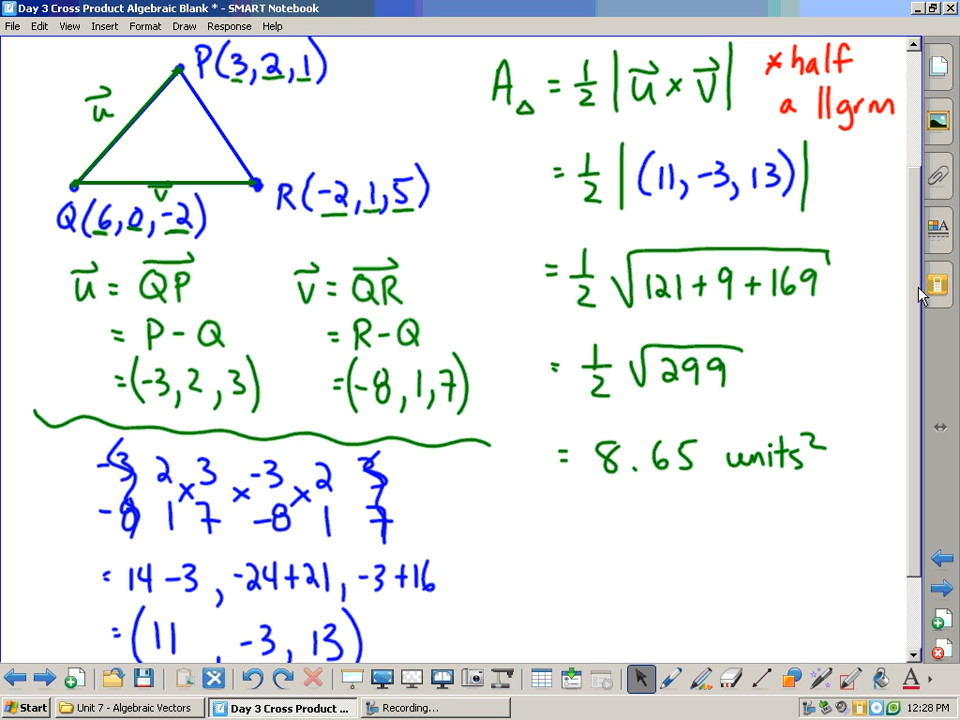 Day 3 Cross Product Algebraic Blank * - SMART Notebook
File Edit View Insert Format Draw Response Help
P(3, 2, 1)
u⃗
v⃗
Q(6, 0, -2)
R(-2, 1, 5)
u⃗ = QP⃗
= P - Q
= (-3, 2, 3)
v⃗ = QR⃗
= R - Q
= (-8, 1, 7)
-3 2 × 3 × -3 × 2 3
-8 1 7 -8 1 7
= 14 - 3 , -24 + 21, -3 + 16
= (11 , -3, 13)
A△ = 1/2 |u⃗ × v⃗|
* half
a ||grm
= 1/2 |(11, -3, 13)|
= 1/2 √121 + 9 + 169
= 1/2 √299
= 8.65 units²
Start Unit 7 - Algebraic Vectors Day 3 Cross Product ... Recording... 12:28 PM